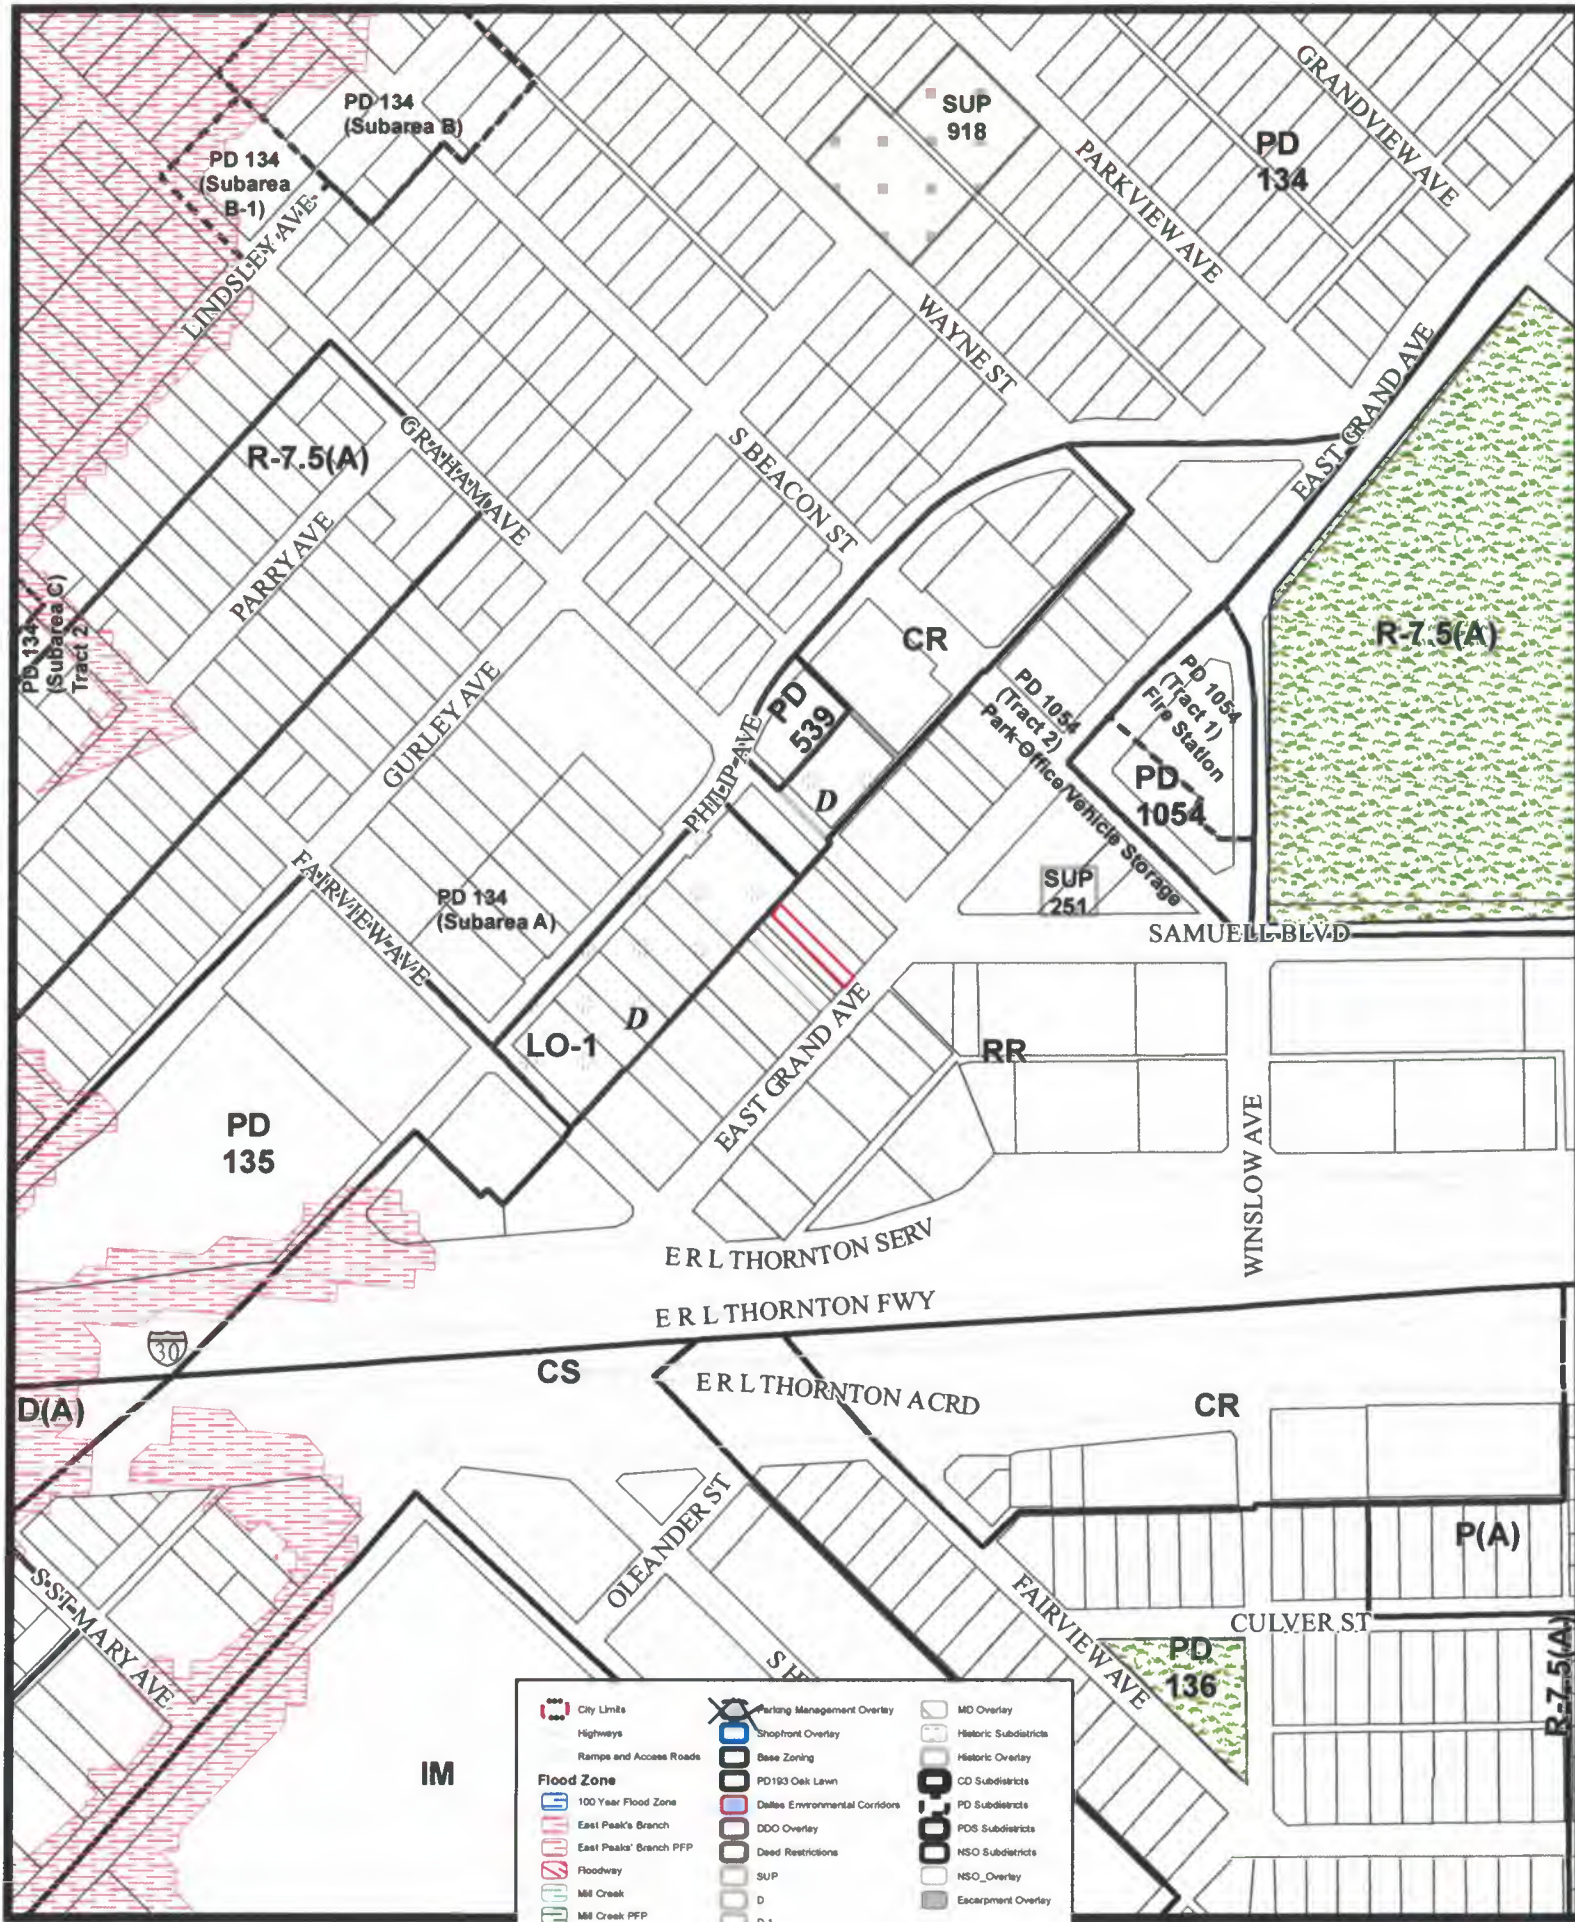 GRANDVIEW AVE
PD 134
(Subarea B)
SUP
918
PD
134
PD 134
(Subarea
B-1)
PARKVIEW AVE
LINDSLEY AVE
WAYNE ST
EAST GRAND AVE
R-7.5(A)
GRAHAM AVE
S BEACON ST
PARRY AVE
PD 134
(Subarea C)
Tract 2
CR
R-7.5(A)
GURLEY AVE
PD
539
PHILIP AVE
PD 1054
(Tract 2)
Park Office/Vehicle Storage
PD 1054
(Tract 1)
Fire Station
PD
1054
D
FAIRVIEW AVE
PD 134
(Subarea A)
SUP
251
SAMUELL BLVD
D
LO-1
EAST GRAND AVE
RR
PD
135
WINSLOW AVE
E R L THORNTON SERV
E R L THORNTON FWY
30
CS
E R L THORNTON ACRD
D(A)
CR
OLEANDER ST
P(A)
S ST MARY AVE
FAIRVIEW AVE
CULVER ST
PD
136
R-7.5(A)
S H
IM
City Limits
Highways
Ramps and Access Roads
Flood Zone
100 Year Flood Zone
East Peak's Branch
East Peaks' Branch PFP
Floodway
Mill Creek
Mill Creek PFP
Parking Management Overlay
Shopfront Overlay
Base Zoning
PD193 Oak Lawn
Dallas Environmental Corridors
DDO Overlay
Deed Restrictions
SUP
D
MD Overlay
Historic Subdistricts
Historic Overlay
CD Subdistricts
PD Subdistricts
PDS Subdistricts
NSO Subdistricts
NSO_Overlay
Escarpment Overlay